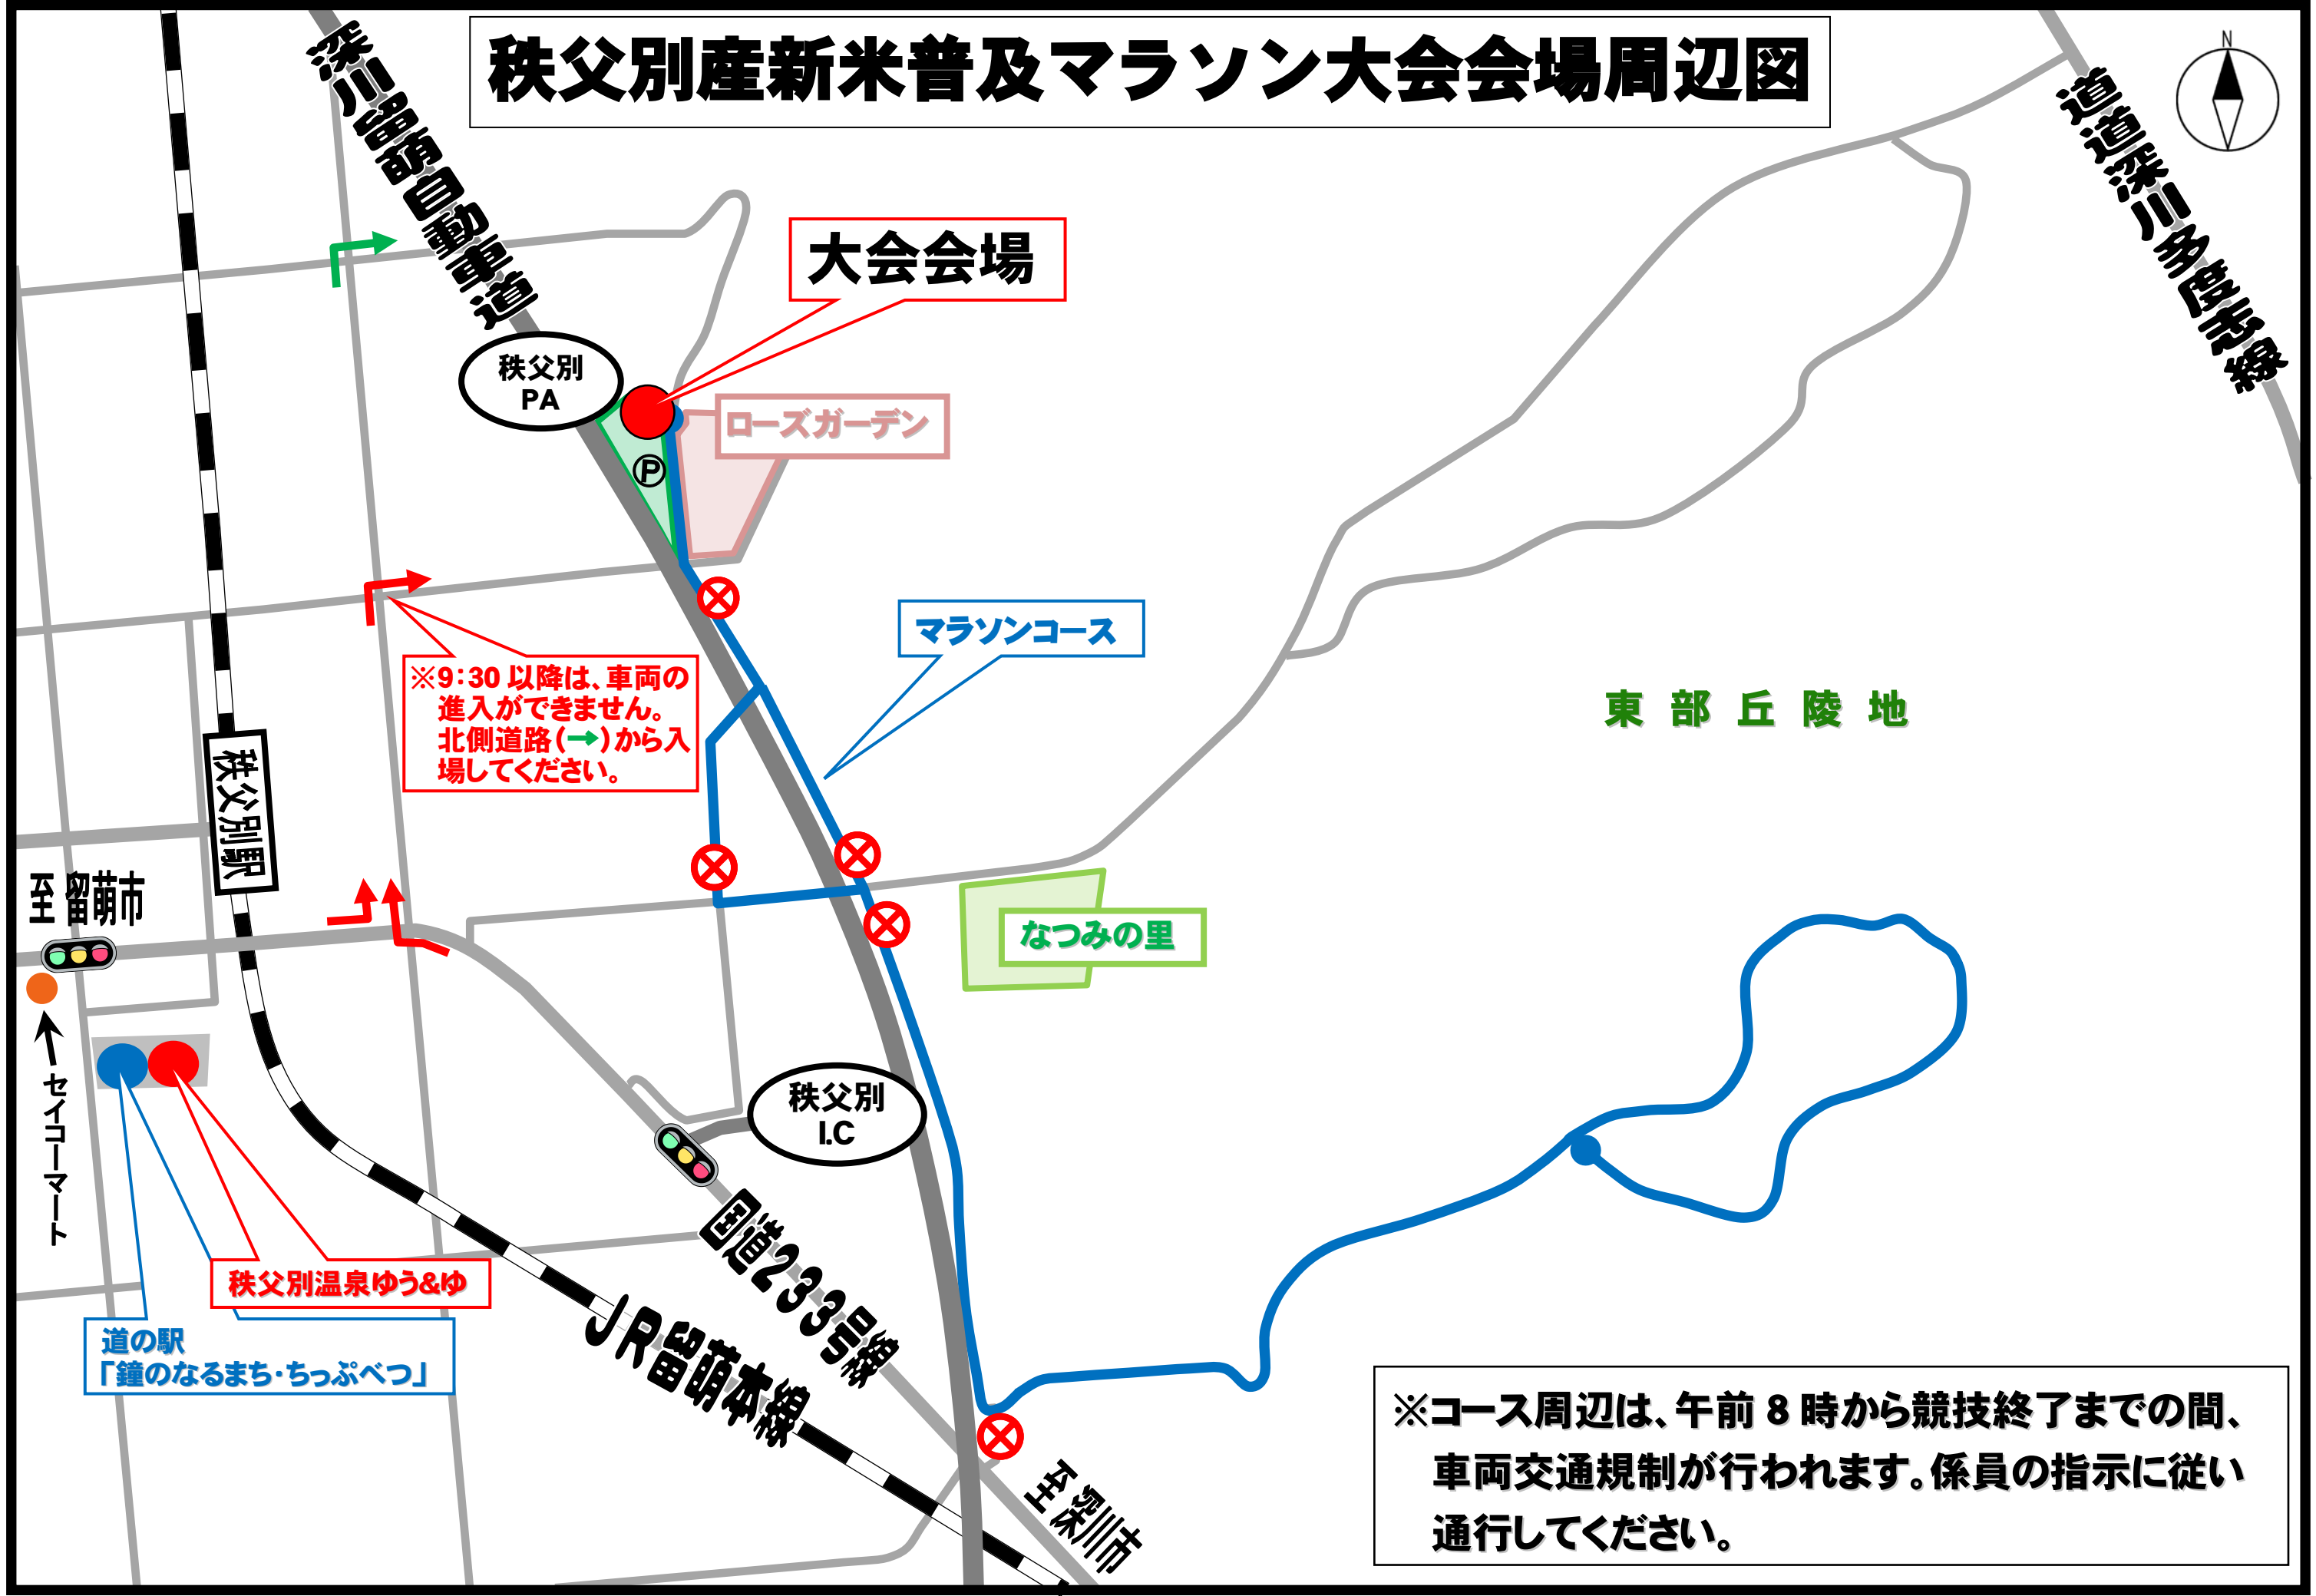 秩父別産新米普及マラソン大会会場周辺図
N
深川留萌自動車道
道道深川多度志線
大会会場
秩父別
PA
ローズガーデン
P
マラソンコース
※9:30以降は、車両の
進入ができません。
北側道路(→)から入
場してください。
東部丘陵地
秩父別駅
至 留萌市
なつみの里
セイコーマート
秩父別
I.C
国道233号線
秩父別温泉ゆう&ゆ
道の駅
「鐘のなるまち・ちっぷべつ」
JR留萌本線
至深川市
※コース周辺は、午前8時から競技終了までの間、
車両交通規制が行われます。係員の指示に従い
通行してください。